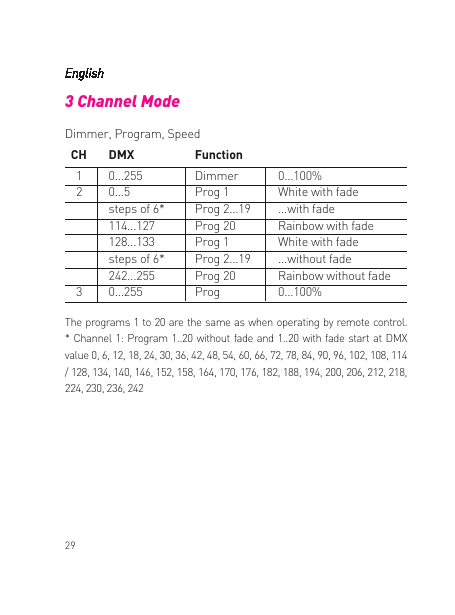 English
3 Channel Mode
Dimmer, Program, Speed
CH DMX Function
1 0...255 Dimmer 0...100%
2 0...5 Prog 1 White with fade
steps of 6* Prog 2...19 ...with fade
114...127 Prog 20 Rainbow with fade
128...133 Prog 1 White with fade
steps of 6* Prog 2...19 ...without fade
242...255 Prog 20 Rainbow without fade
3 0...255 Prog 0...100%
The programs 1 to 20 are the same as when operating by remote control.
* Channel 1: Program 1..20 without fade and 1..20 with fade start at DMX
value 0, 6, 12, 18, 24, 30, 36, 42, 48, 54, 60, 66, 72, 78, 84, 90, 96, 102, 108, 114
/ 128, 134, 140, 146, 152, 158, 164, 170, 176, 182, 188, 194, 200, 206, 212, 218,
224, 230, 236, 242
29